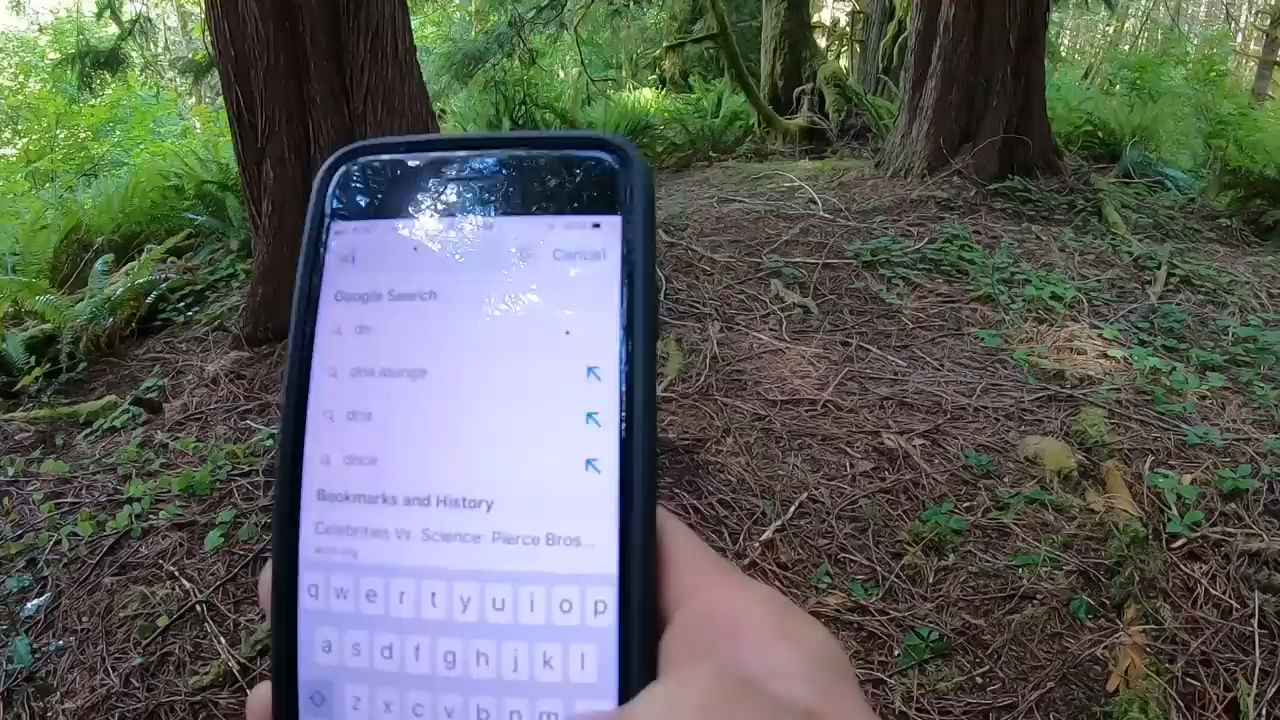 Cancel
Google Search
dn
dna lounge
dna
dnce
Bookmarks and History
Celebrities Vs. Science: Pierce Bros...
q w e r t y u i o p
a s d f g h j k l
z x c v b n m